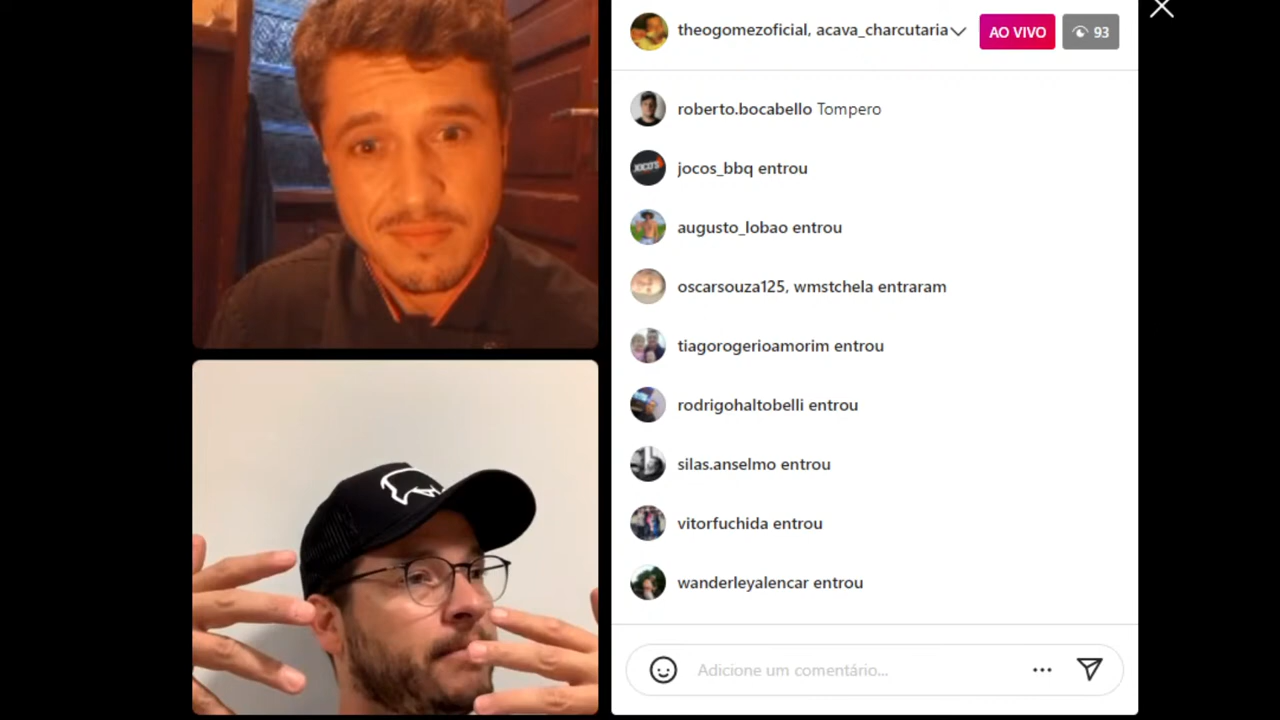 theogomezoficial, acava_charcutaria
AO VIVO
93
roberto.bocabello Tompero
jocos_bbq entrou
augusto_lobao entrou
oscarsouza125, wmstchela entraram
tiagorogerioamorim entrou
rodrigohaltobelli entrou
silas.anselmo entrou
vitorfuchida entrou
wanderleyalencar entrou
Adicione um comentário...